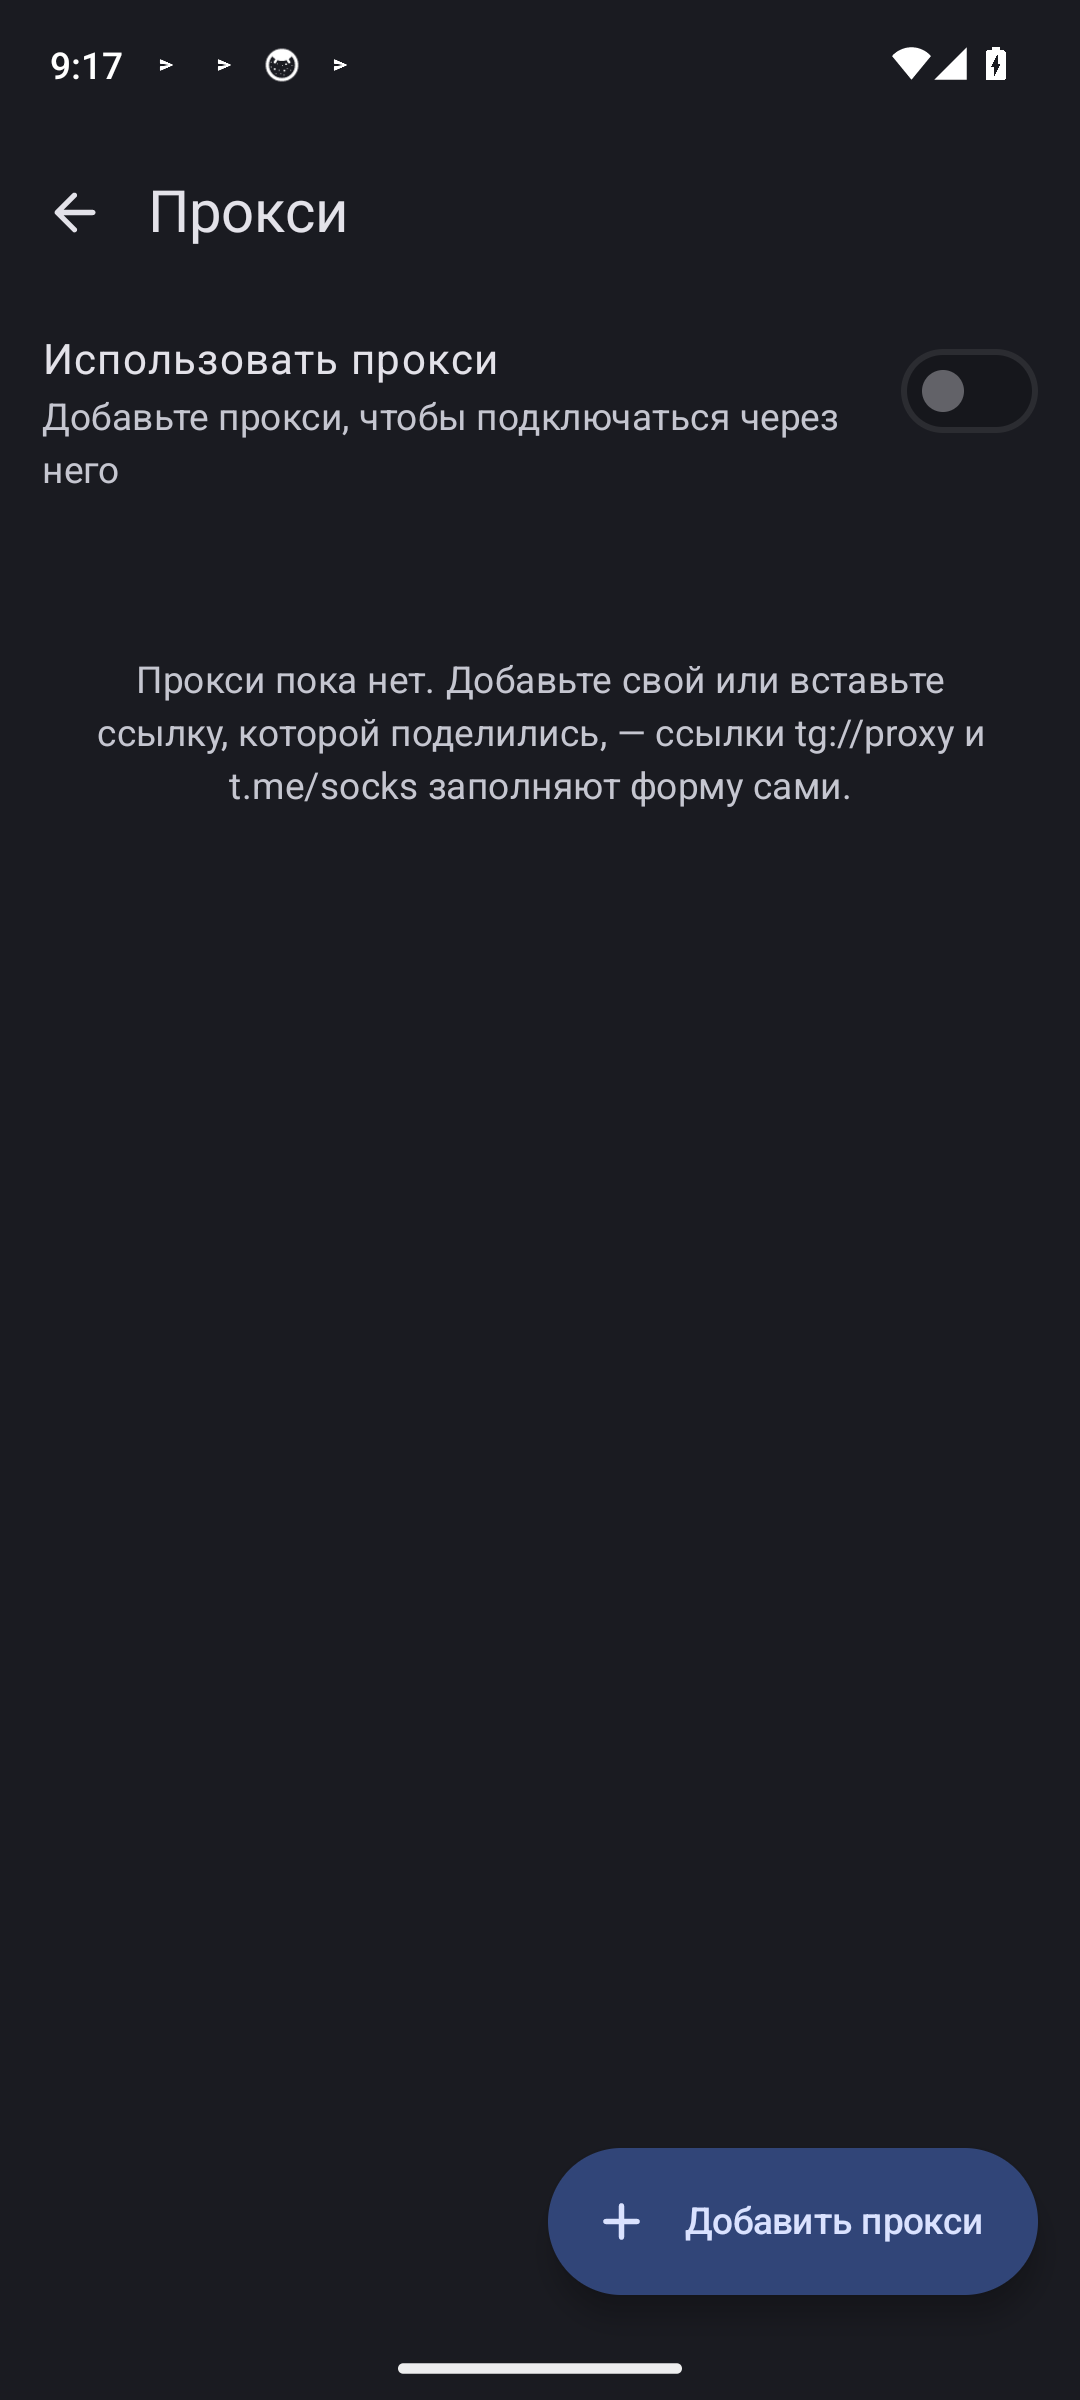 9:17
Прокси
Использовать прокси
Добавьте прокси, чтобы подключаться через
него
Прокси пока нет. Добавьте свой или вставьте
ссылку, которой поделились, — ссылки tg://proxy и
t.me/socks заполняют форму сами.
Добавить прокси